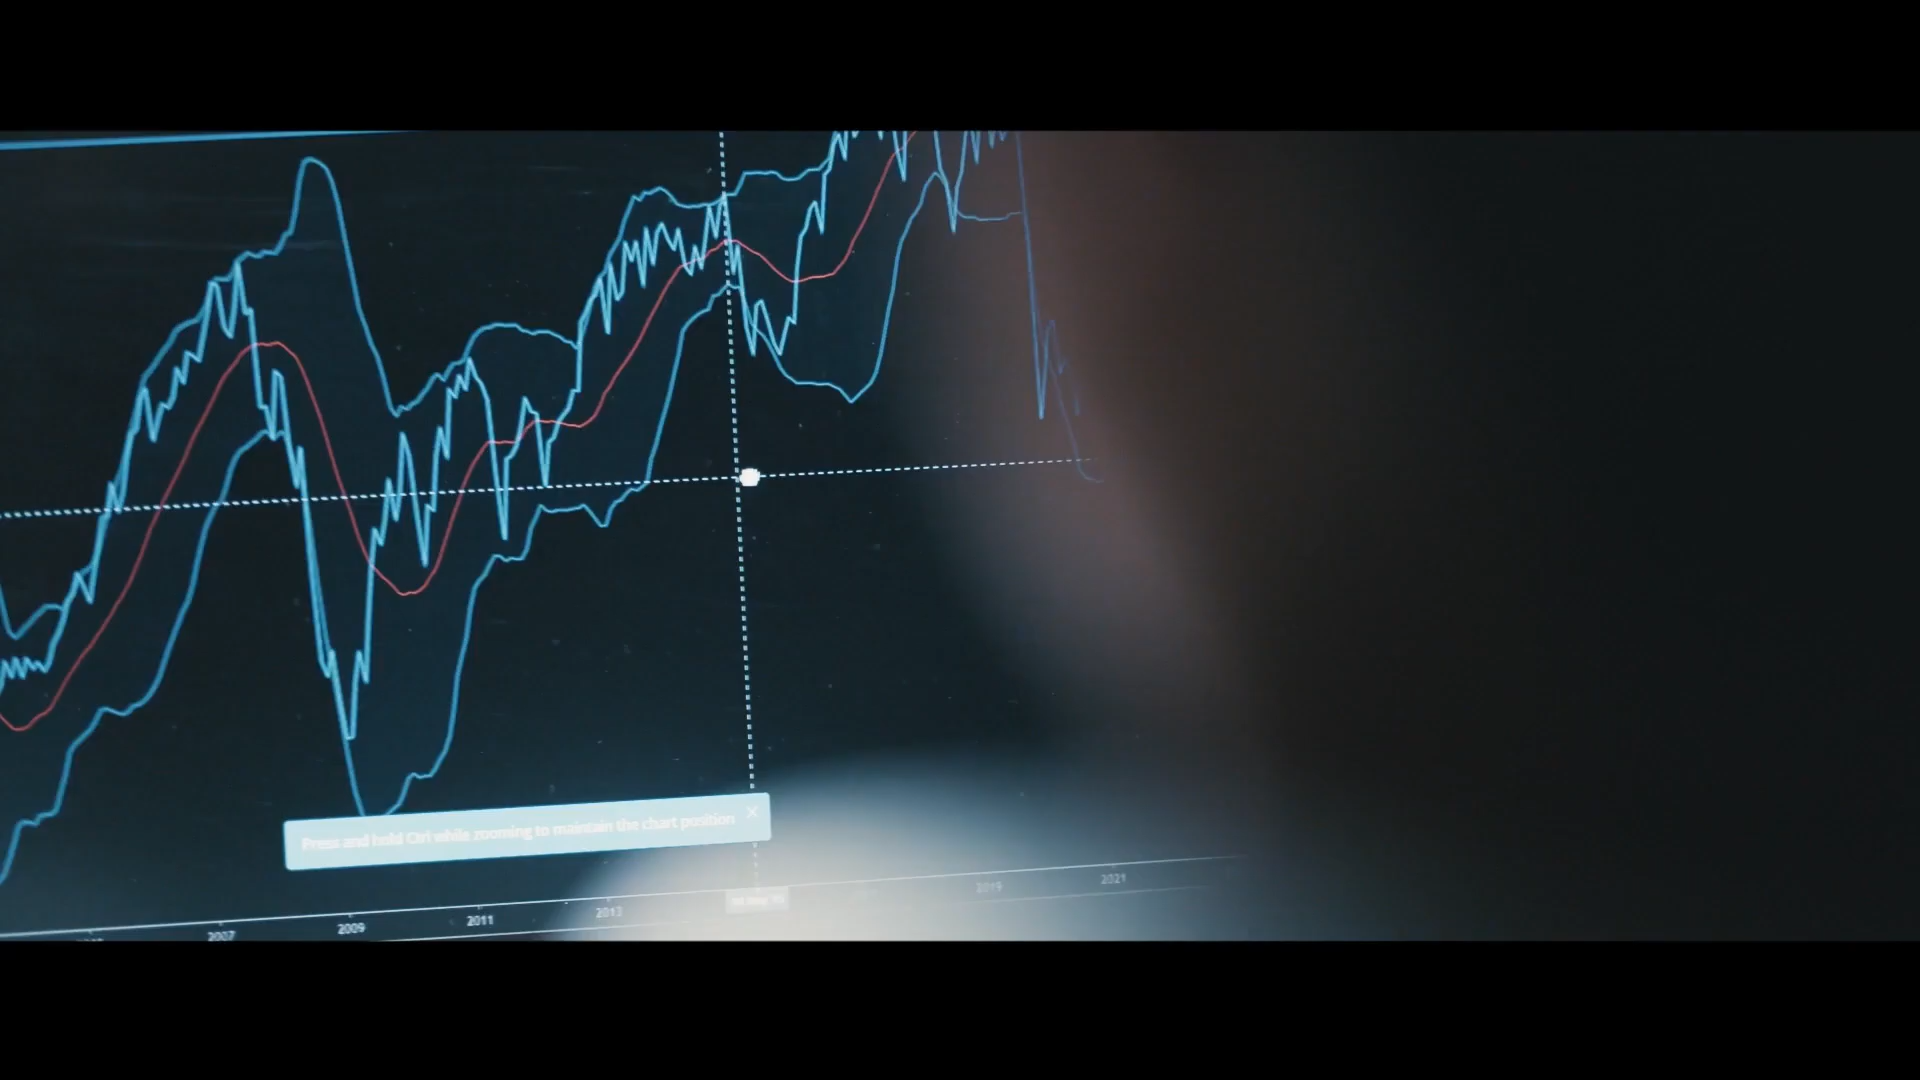 Press and hold Ctrl while zooming to maintain the chart position
2007 2009 2011 2013 2019 2021